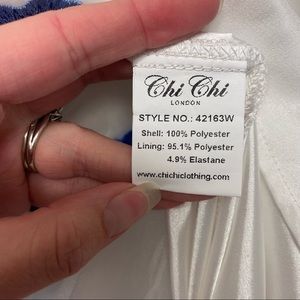 Chi Chi
LONDON
STYLE NO.: 42163W
Shell: 100% Polyester
Lining: 95.1% Polyester
4.9% Elastane
www.chichiclothing.com